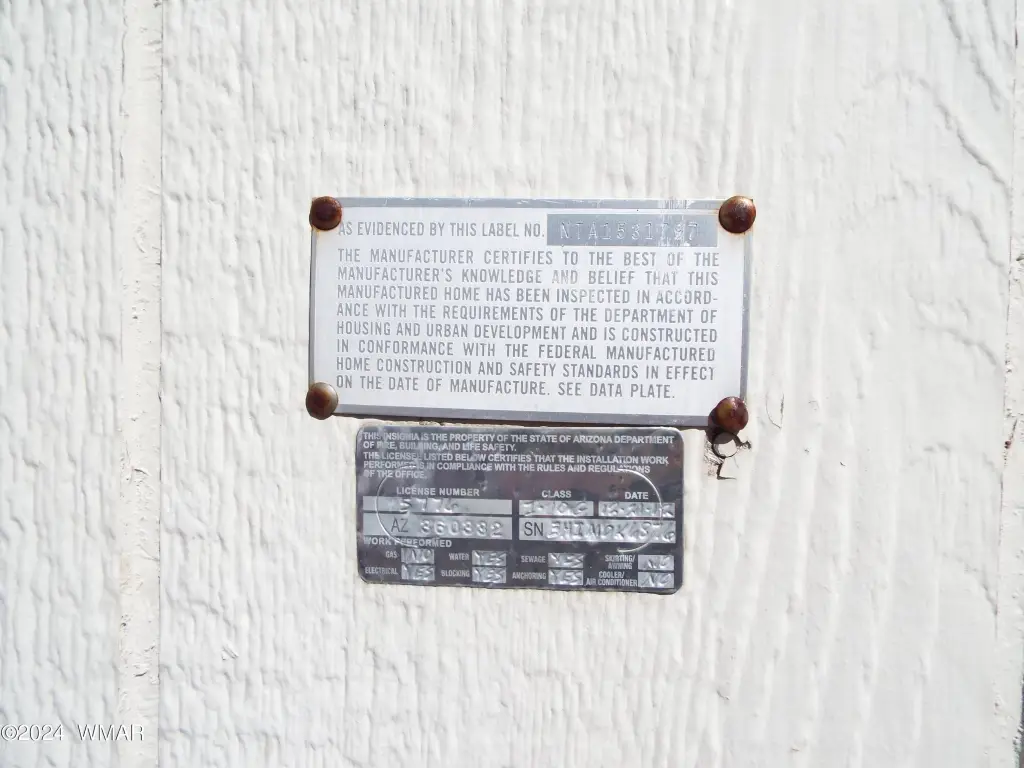 AS EVIDENCED BY THIS LABEL NO. NTA1531727
THE MANUFACTURER CERTIFIES TO THE BEST OF THE
MANUFACTURER'S KNOWLEDGE AND BELIEF THAT THIS
MANUFACTURED HOME HAS BEEN INSPECTED IN ACCORD-
ANCE WITH THE REQUIREMENTS OF THE DEPARTMENT OF
HOUSING AND URBAN DEVELOPMENT AND IS CONSTRUCTED
IN CONFORMANCE WITH THE FEDERAL MANUFACTURED
HOME CONSTRUCTION AND SAFETY STANDARDS IN EFFECT
ON THE DATE OF MANUFACTURE. SEE DATA PLATE.
THIS INSIGNIA IS THE PROPERTY OF THE STATE OF ARIZONA DEPARTMENT
OF FIRE, BUILDING, AND LIFE SAFETY.
THE LICENSEE LISTED BELOW CERTIFIES THAT THE INSTALLATION WORK
PERFORMED IS IN COMPLIANCE WITH THE RULES AND REGULATIONS
OF THE OFFICE.
LICENSE NUMBER CLASS DATE
AZ 360332 SN
WORK PERFORMED
GAS NO WATER YES SEWAGE YES SKIRTING/AWNING NO
ELECTRICAL YES BLOCKING YES ANCHORING YES COOLER/AIR CONDITIONER NO
©2024 WMAR